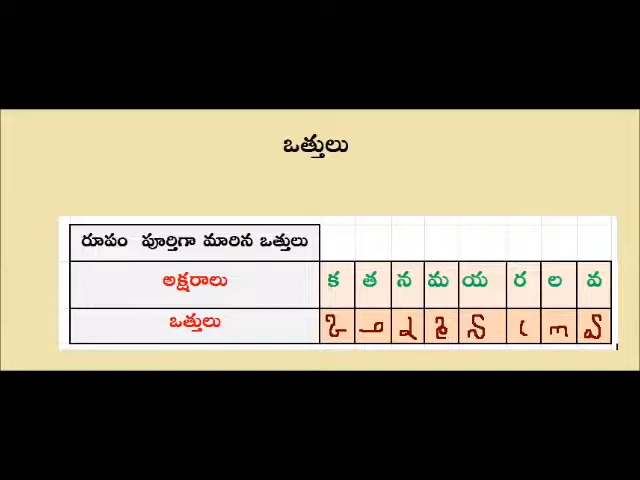 ఒత్తులు
రూపం పూర్తిగా మారిన ఒత్తులు
అక్షరాలు క త న మ య ర ల వ
ఒత్తులు ్క ్త ్న ్మ ్య ్ర ్ల ్వ